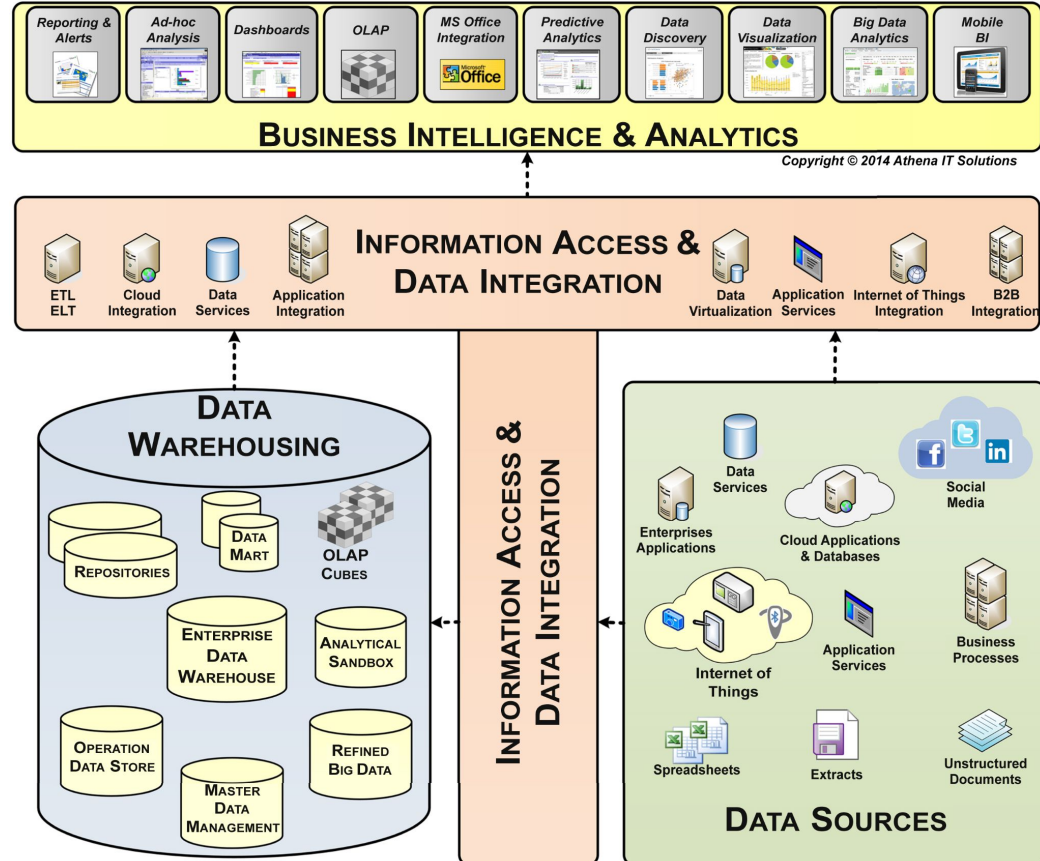 Reporting & Alerts
Ad-hoc Analysis
Dashboards
OLAP
MS Office Integration
Microsoft Office
Predictive Analytics
Data Discovery
Data Visualization
Big Data Analytics
Mobile BI
BUSINESS INTELLIGENCE & ANALYTICS
Copyright © 2014 Athena IT Solutions
INFORMATION ACCESS &
DATA INTEGRATION
ETL
ELT
Cloud
Integration
Data
Services
Application
Integration
Data
Virtualization
Application
Services
Internet of Things
Integration
B2B
Integration
DATA
WAREHOUSING
REPOSITORIES
DATA
MART
OLAP
CUBES
ENTERPRISE
DATA
WAREHOUSE
ANALYTICAL
SANDBOX
OPERATION
DATA STORE
REFINED
BIG DATA
MASTER
DATA
MANAGEMENT
INFORMATION ACCESS &
DATA INTEGRATION
Data
Services
f
t
in
Social
Media
Enterprises
Applications
Cloud Applications
& Databases
Internet of
Things
Application
Services
Business
Processes
Spreadsheets
Extracts
Unstructured
Documents
DATA SOURCES